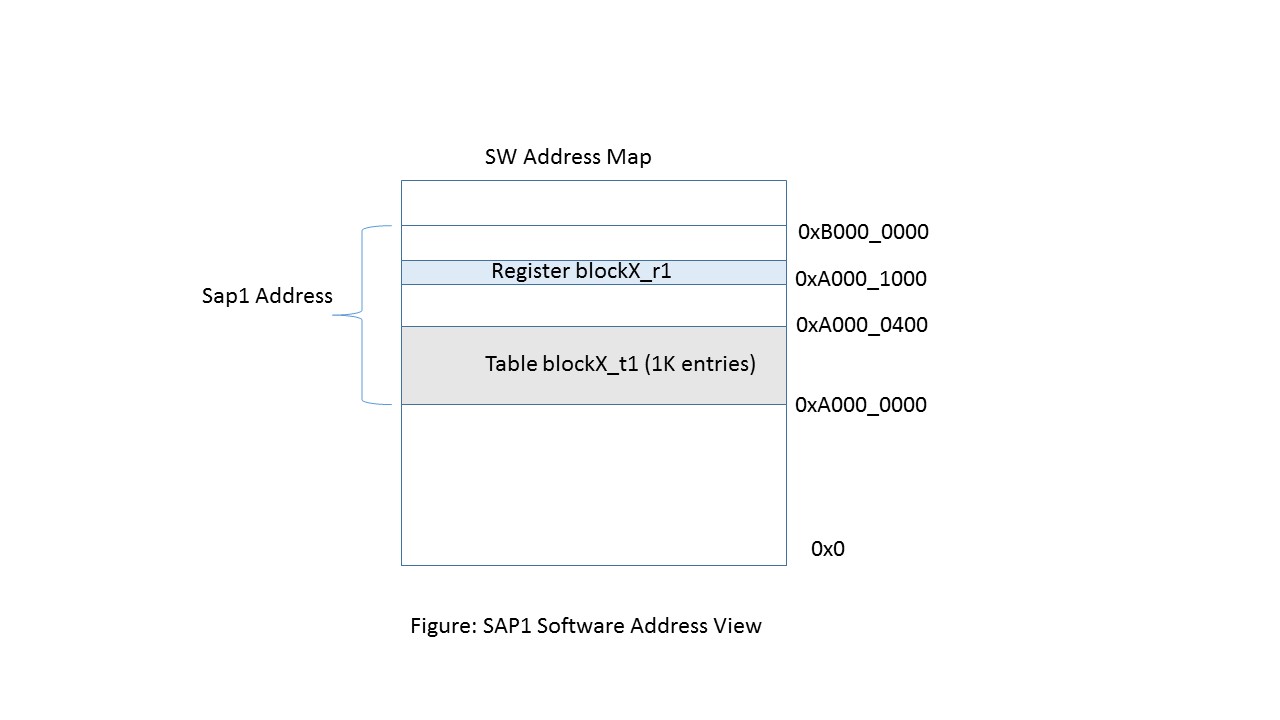 SW Address Map
0xB000_0000
Register blockX_r1
0xA000_1000
Sap1 Address
0xA000_0400
Table blockX_t1 (1K entries)
0xA000_0000
0x0
Figure: SAP1 Software Address View